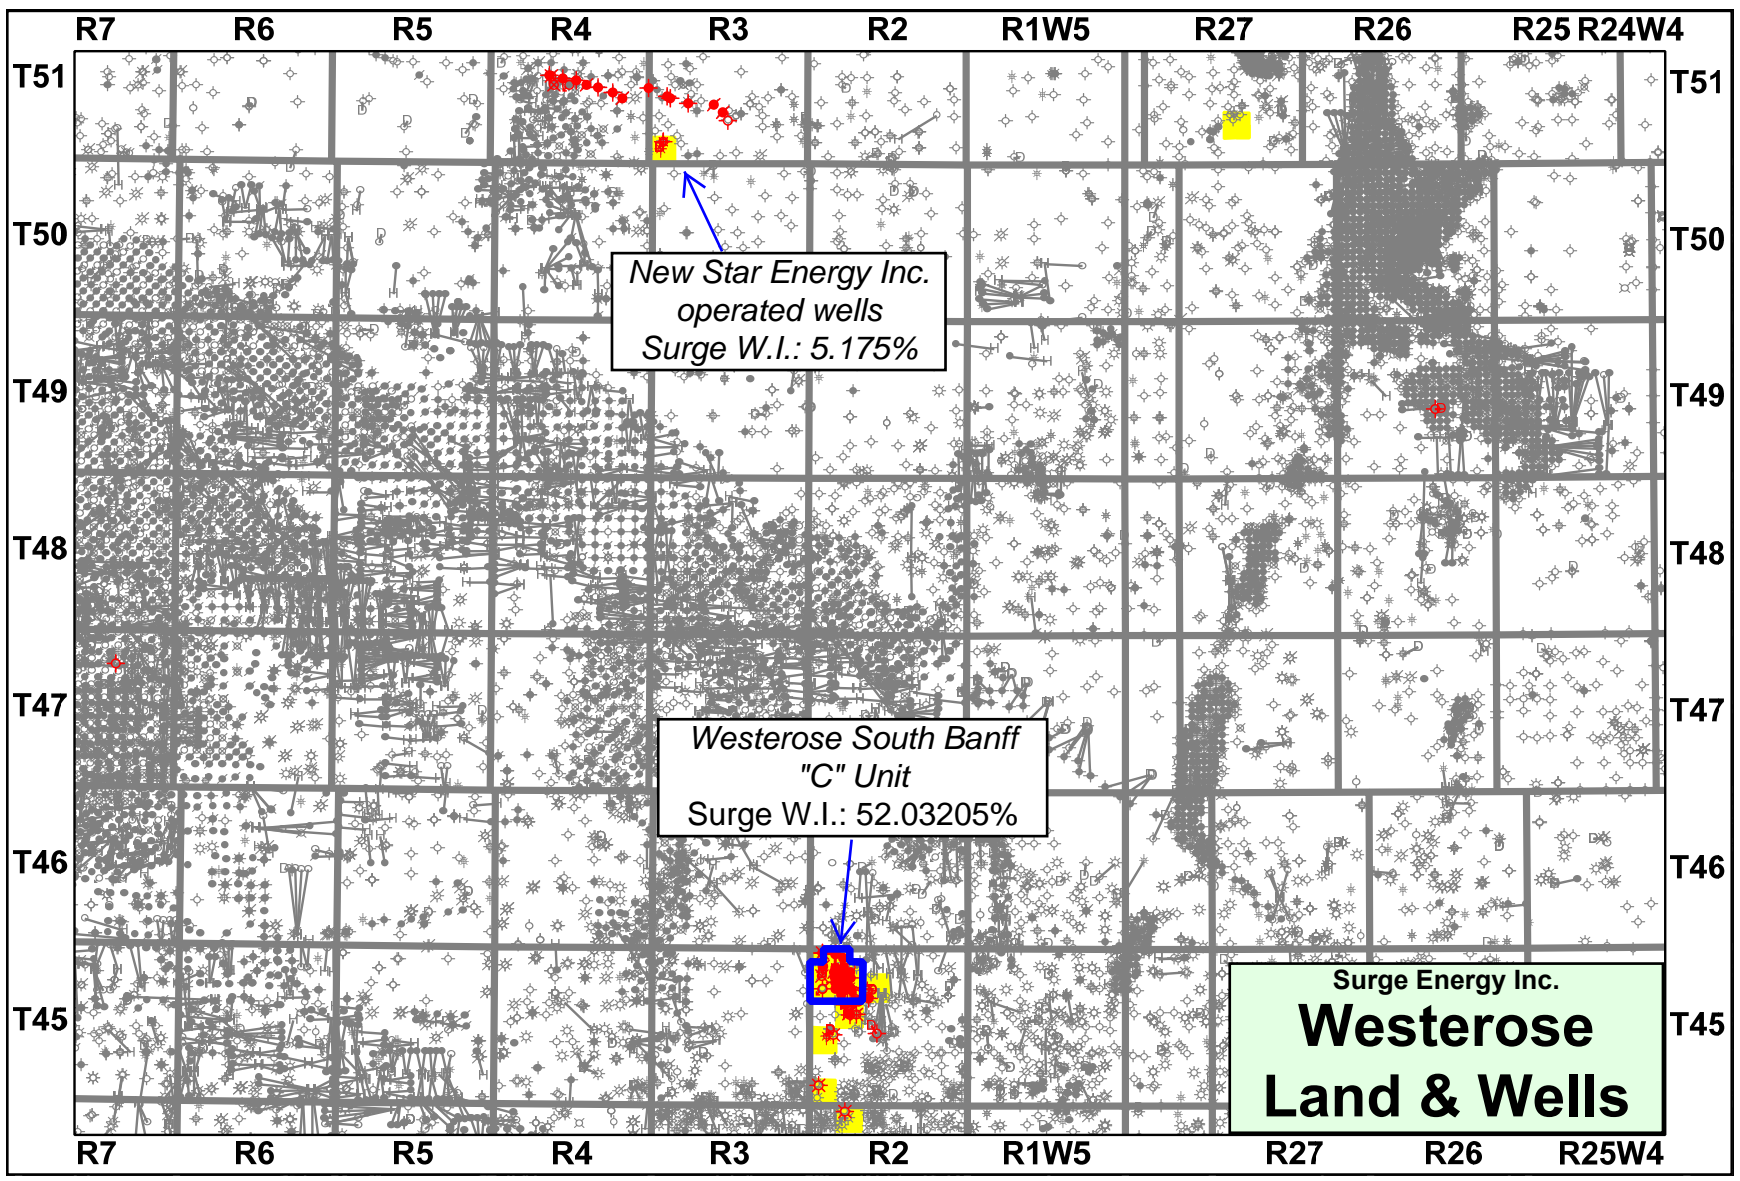 R7 R6 R5 R4 R3 R2 R1W5 R27 R26 R25 R24W4
T51 T51
T50 T50
New Star Energy Inc.
operated wells
Surge W.I.: 5.175%
T49 T49
T48 T48
T47 T47
Westerose South Banff
"C" Unit
Surge W.I.: 52.03205%
T46 T46
T45 T45
Surge Energy Inc.
Westerose
Land & Wells
R7 R6 R5 R4 R3 R2 R1W5 R27 R26 R25W4